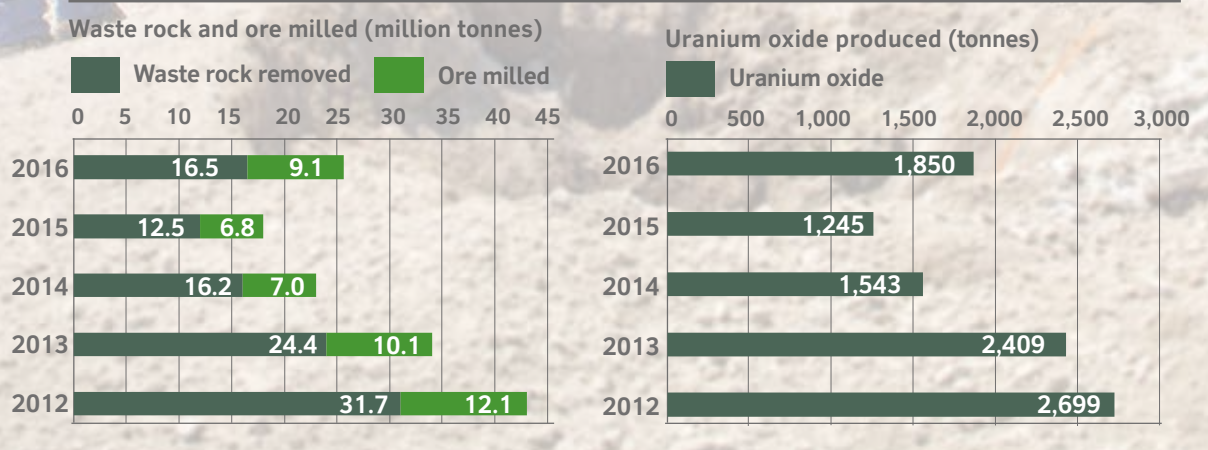 Waste rock and ore milled (million tonnes)
Waste rock removed Ore milled
0 5 10 15 20 25 30 35 40 45
2016 16.5 9.1
2015 12.5 6.8
2014 16.2 7.0
2013 24.4 10.1
2012 31.7 12.1
Uranium oxide produced (tonnes)
Uranium oxide
0 500 1,000 1,500 2,000 2,500 3,000
2016 1,850
2015 1,245
2014 1,543
2013 2,409
2012 2,699